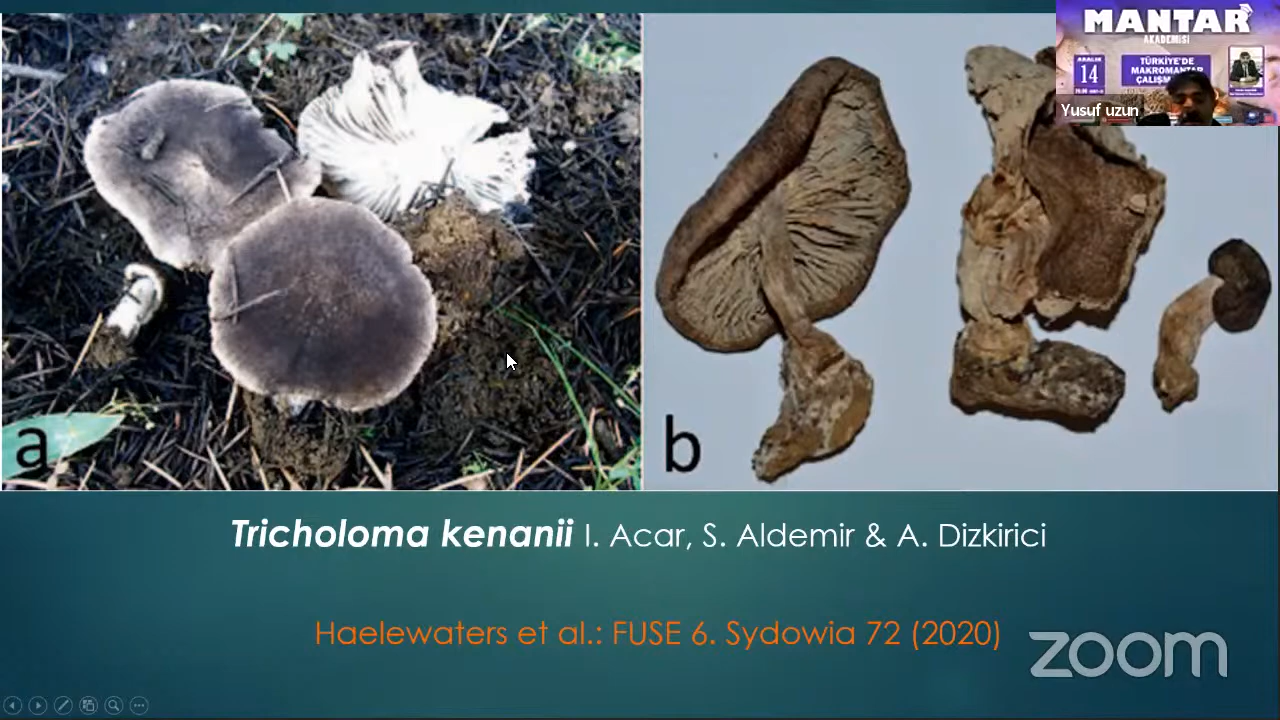 MANTAR
AKADEMİSİ
ARALIK
14
TÜRKİYE'DE
MAKROMANTAR
Yusuf uzun
a
b
Tricholoma kenanii I. Acar, S. Aldemir & A. Dizkirici
Haelewaters et al.: FUSE 6. Sydowia 72 (2020)
zoom